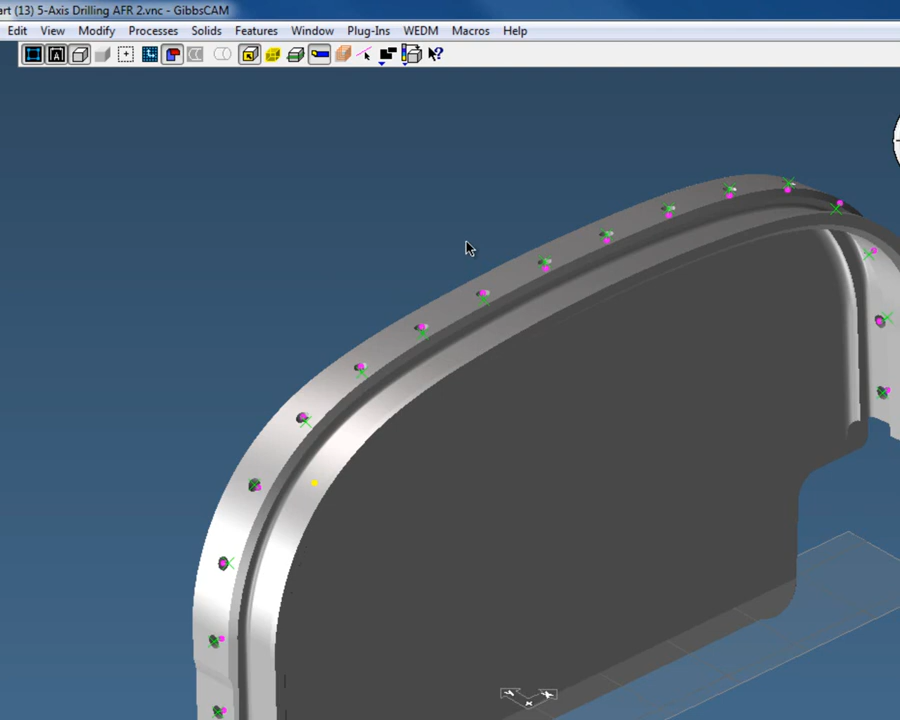 art (13) 5-Axis Drilling AFR 2.vnc - GibbsCAM
Edit View Modify Processes Solids Features Window Plug-Ins WEDM Macros Help
A